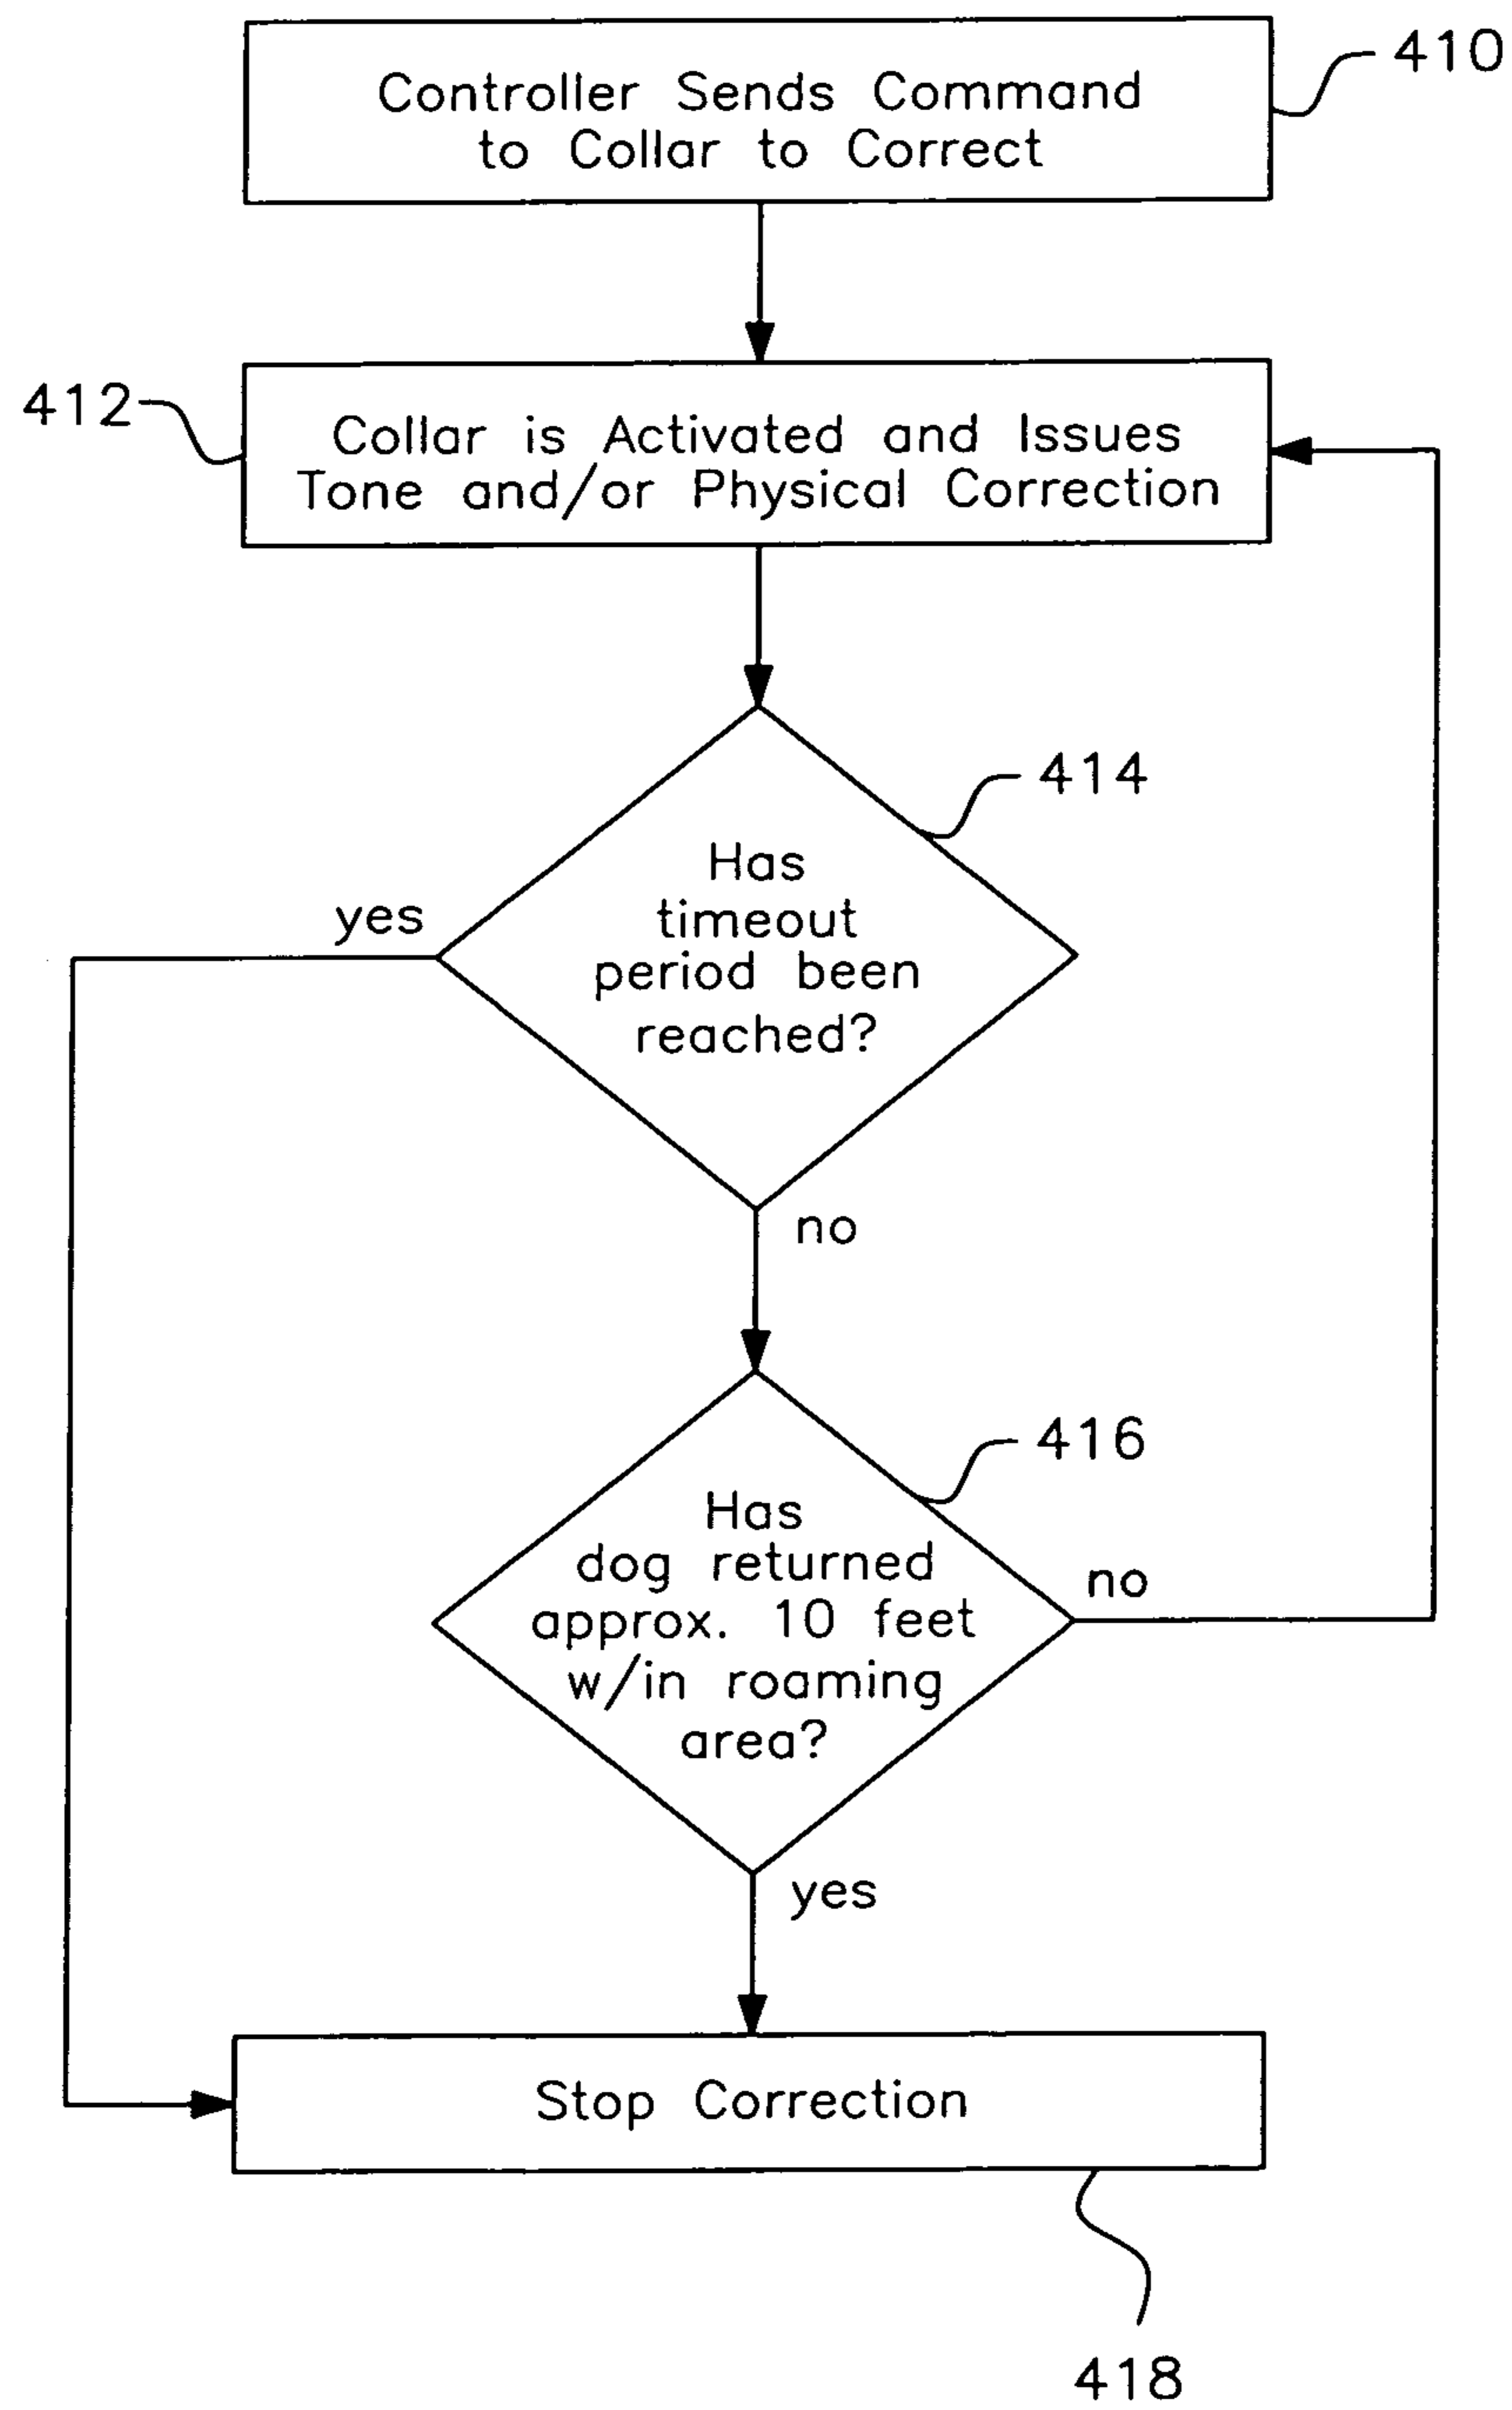 Controller Sends Command
to Collar to Correct
410
412
Collar is Activated and Issues
Tone and/or Physical Correction
414
Has
timeout
period been
reached?
yes
no
416
Has
dog returned
approx. 10 feet
w/in roaming
area?
no
yes
Stop Correction
418